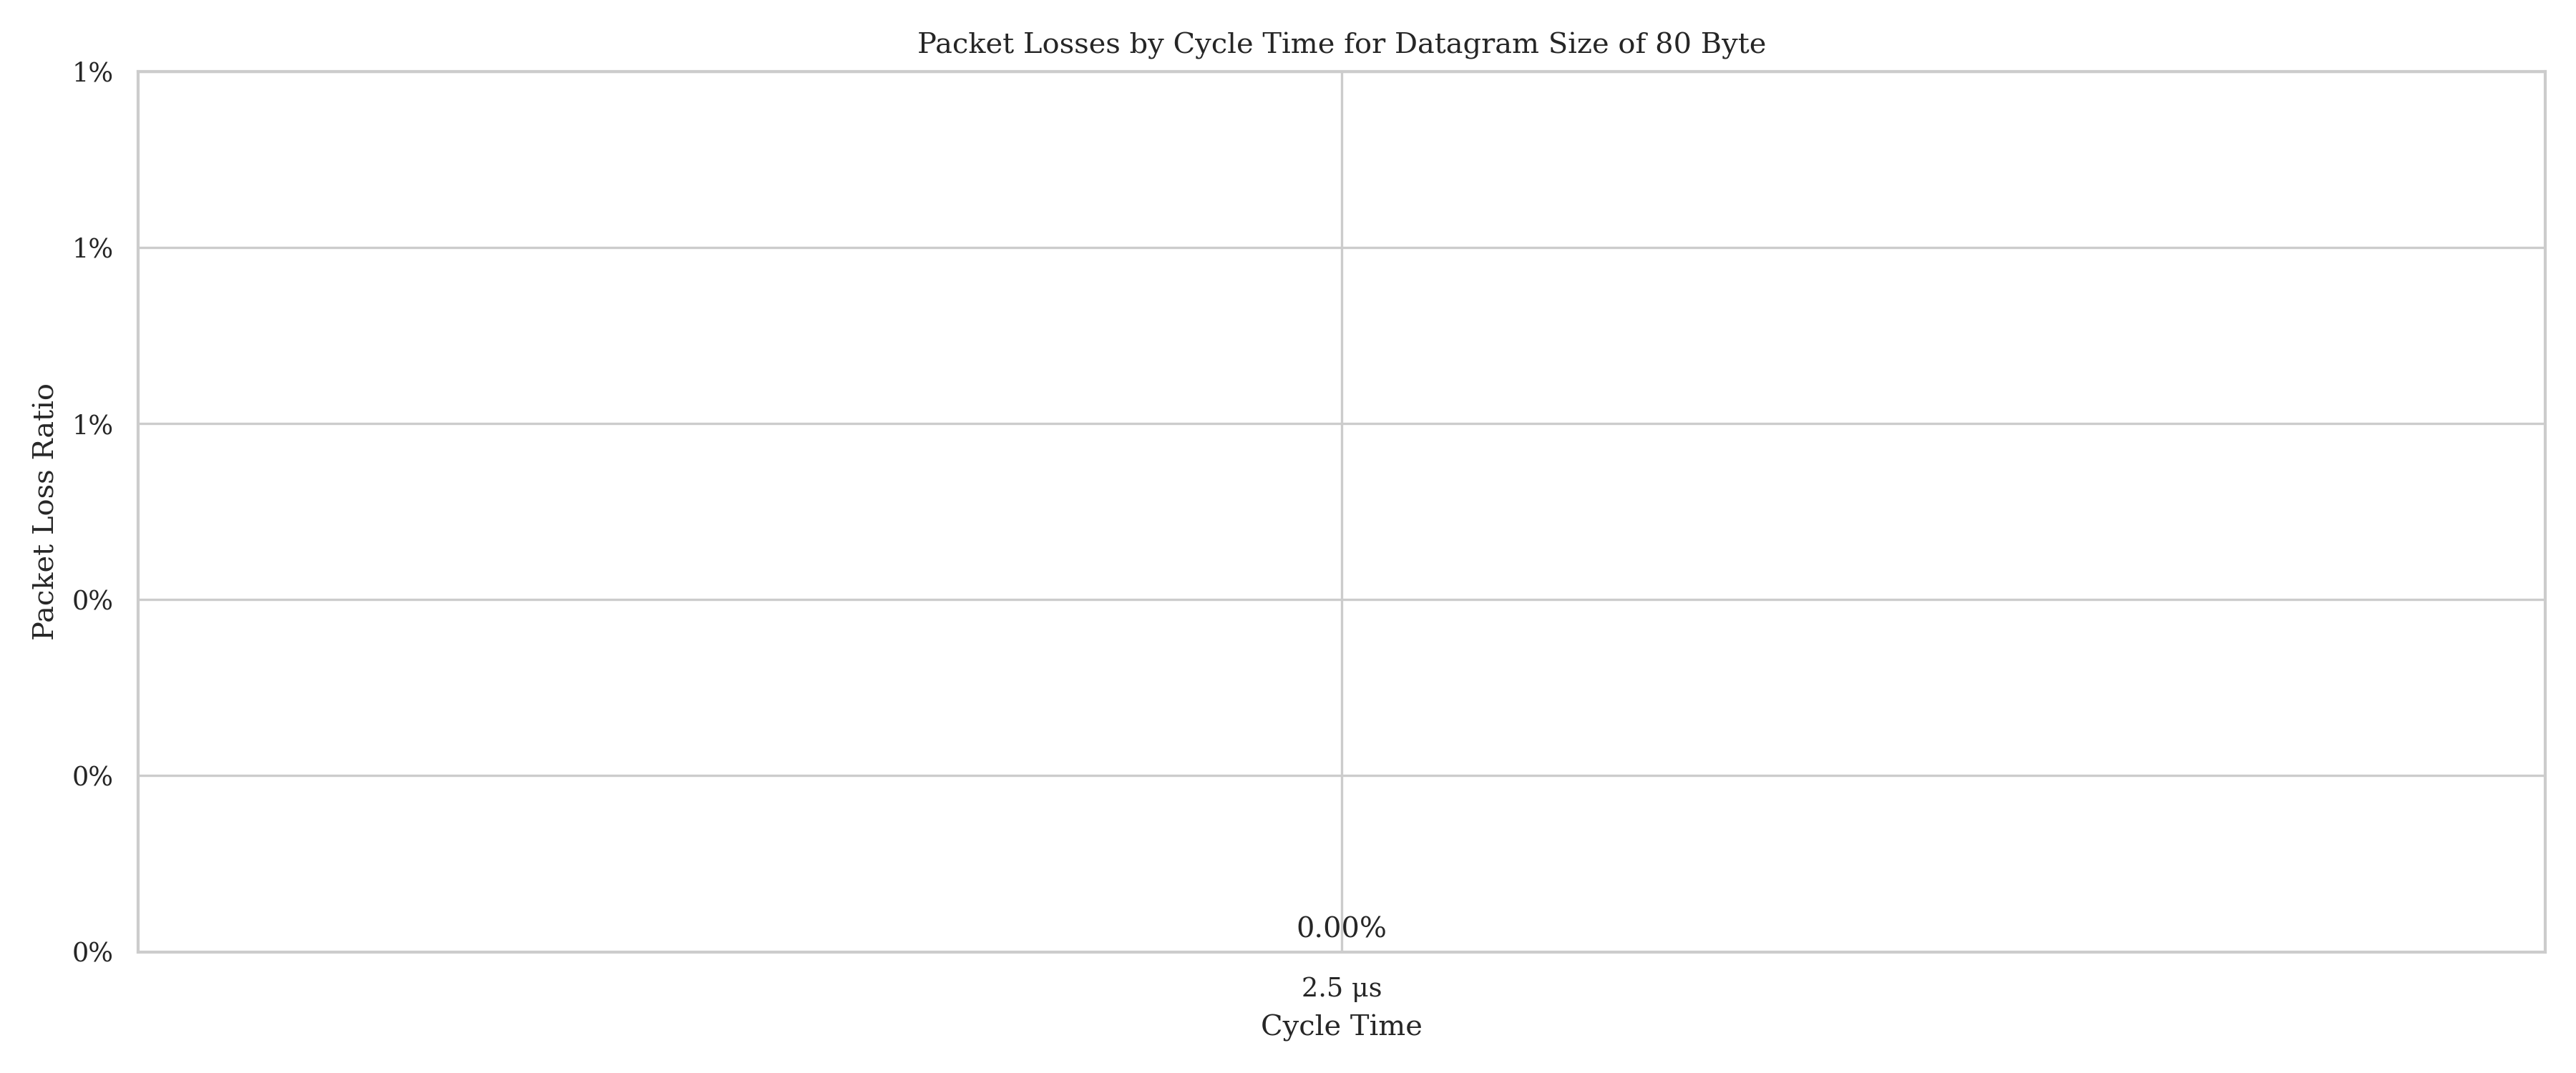 Packet Losses by Cycle Time for Datagram Size of 80 Byte
1%
1%
1%
0%
0%
0%
Packet Loss Ratio
0.00%
2.5 μs
Cycle Time